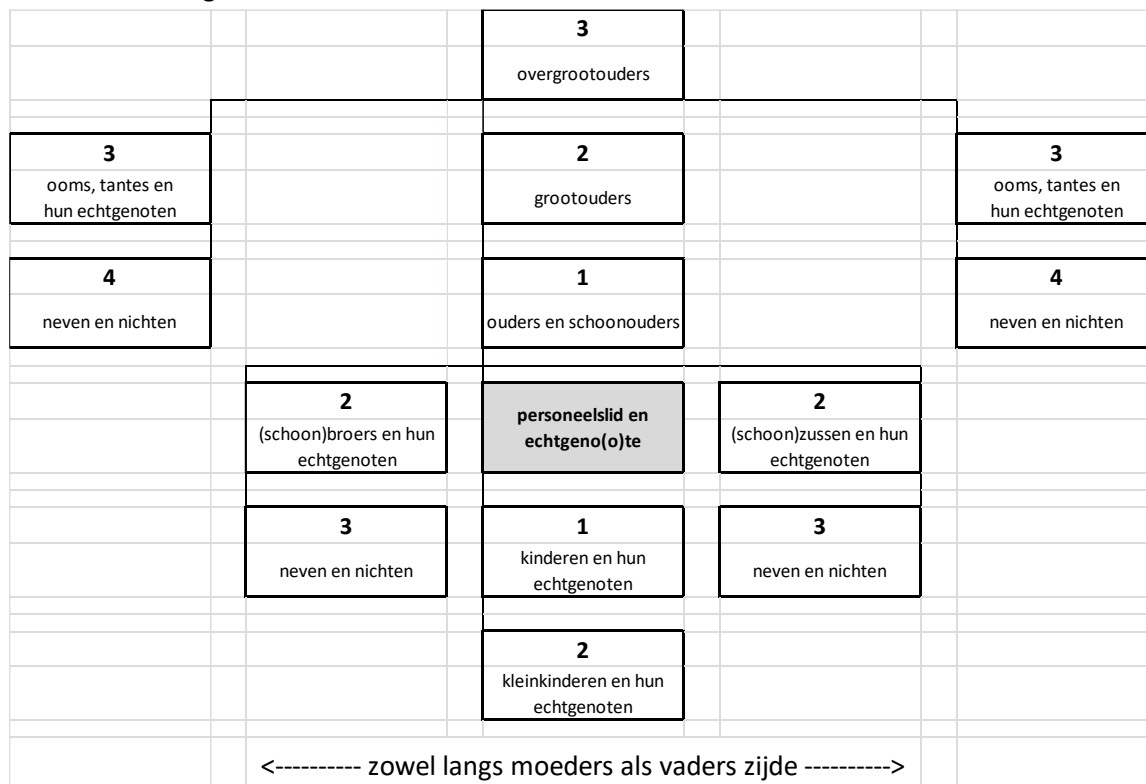 3
overgrootouders
3
ooms, tantes en
hun echtgenoten
2
grootouders
3
ooms, tantes en
hun echtgenoten
4
neven en nichten
1
ouders en schoonouders
4
neven en nichten
2
(schoon)broers en hun
echtgenoten
personeelslid en
echtgeno(o)te
2
(schoon)zussen en hun
echtgenoten
3
neven en nichten
1
kinderen en hun
echtgenoten
3
neven en nichten
2
kleinkinderen en hun
echtgenoten
<---------- zowel langs moeders als vaders zijde ---------->